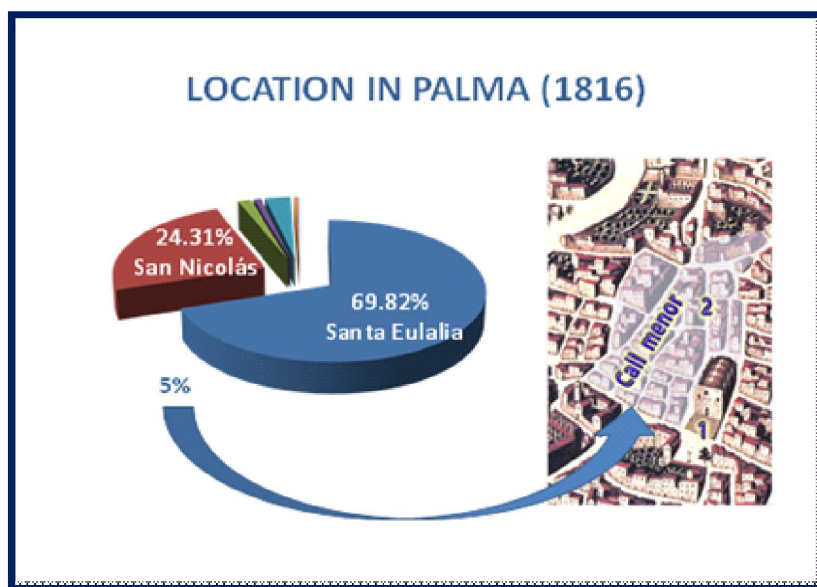 LOCATION IN PALMA (1816)
24.31%
San Nicolás
69.82%
Santa Eulalia
5%
Call menor
2
1